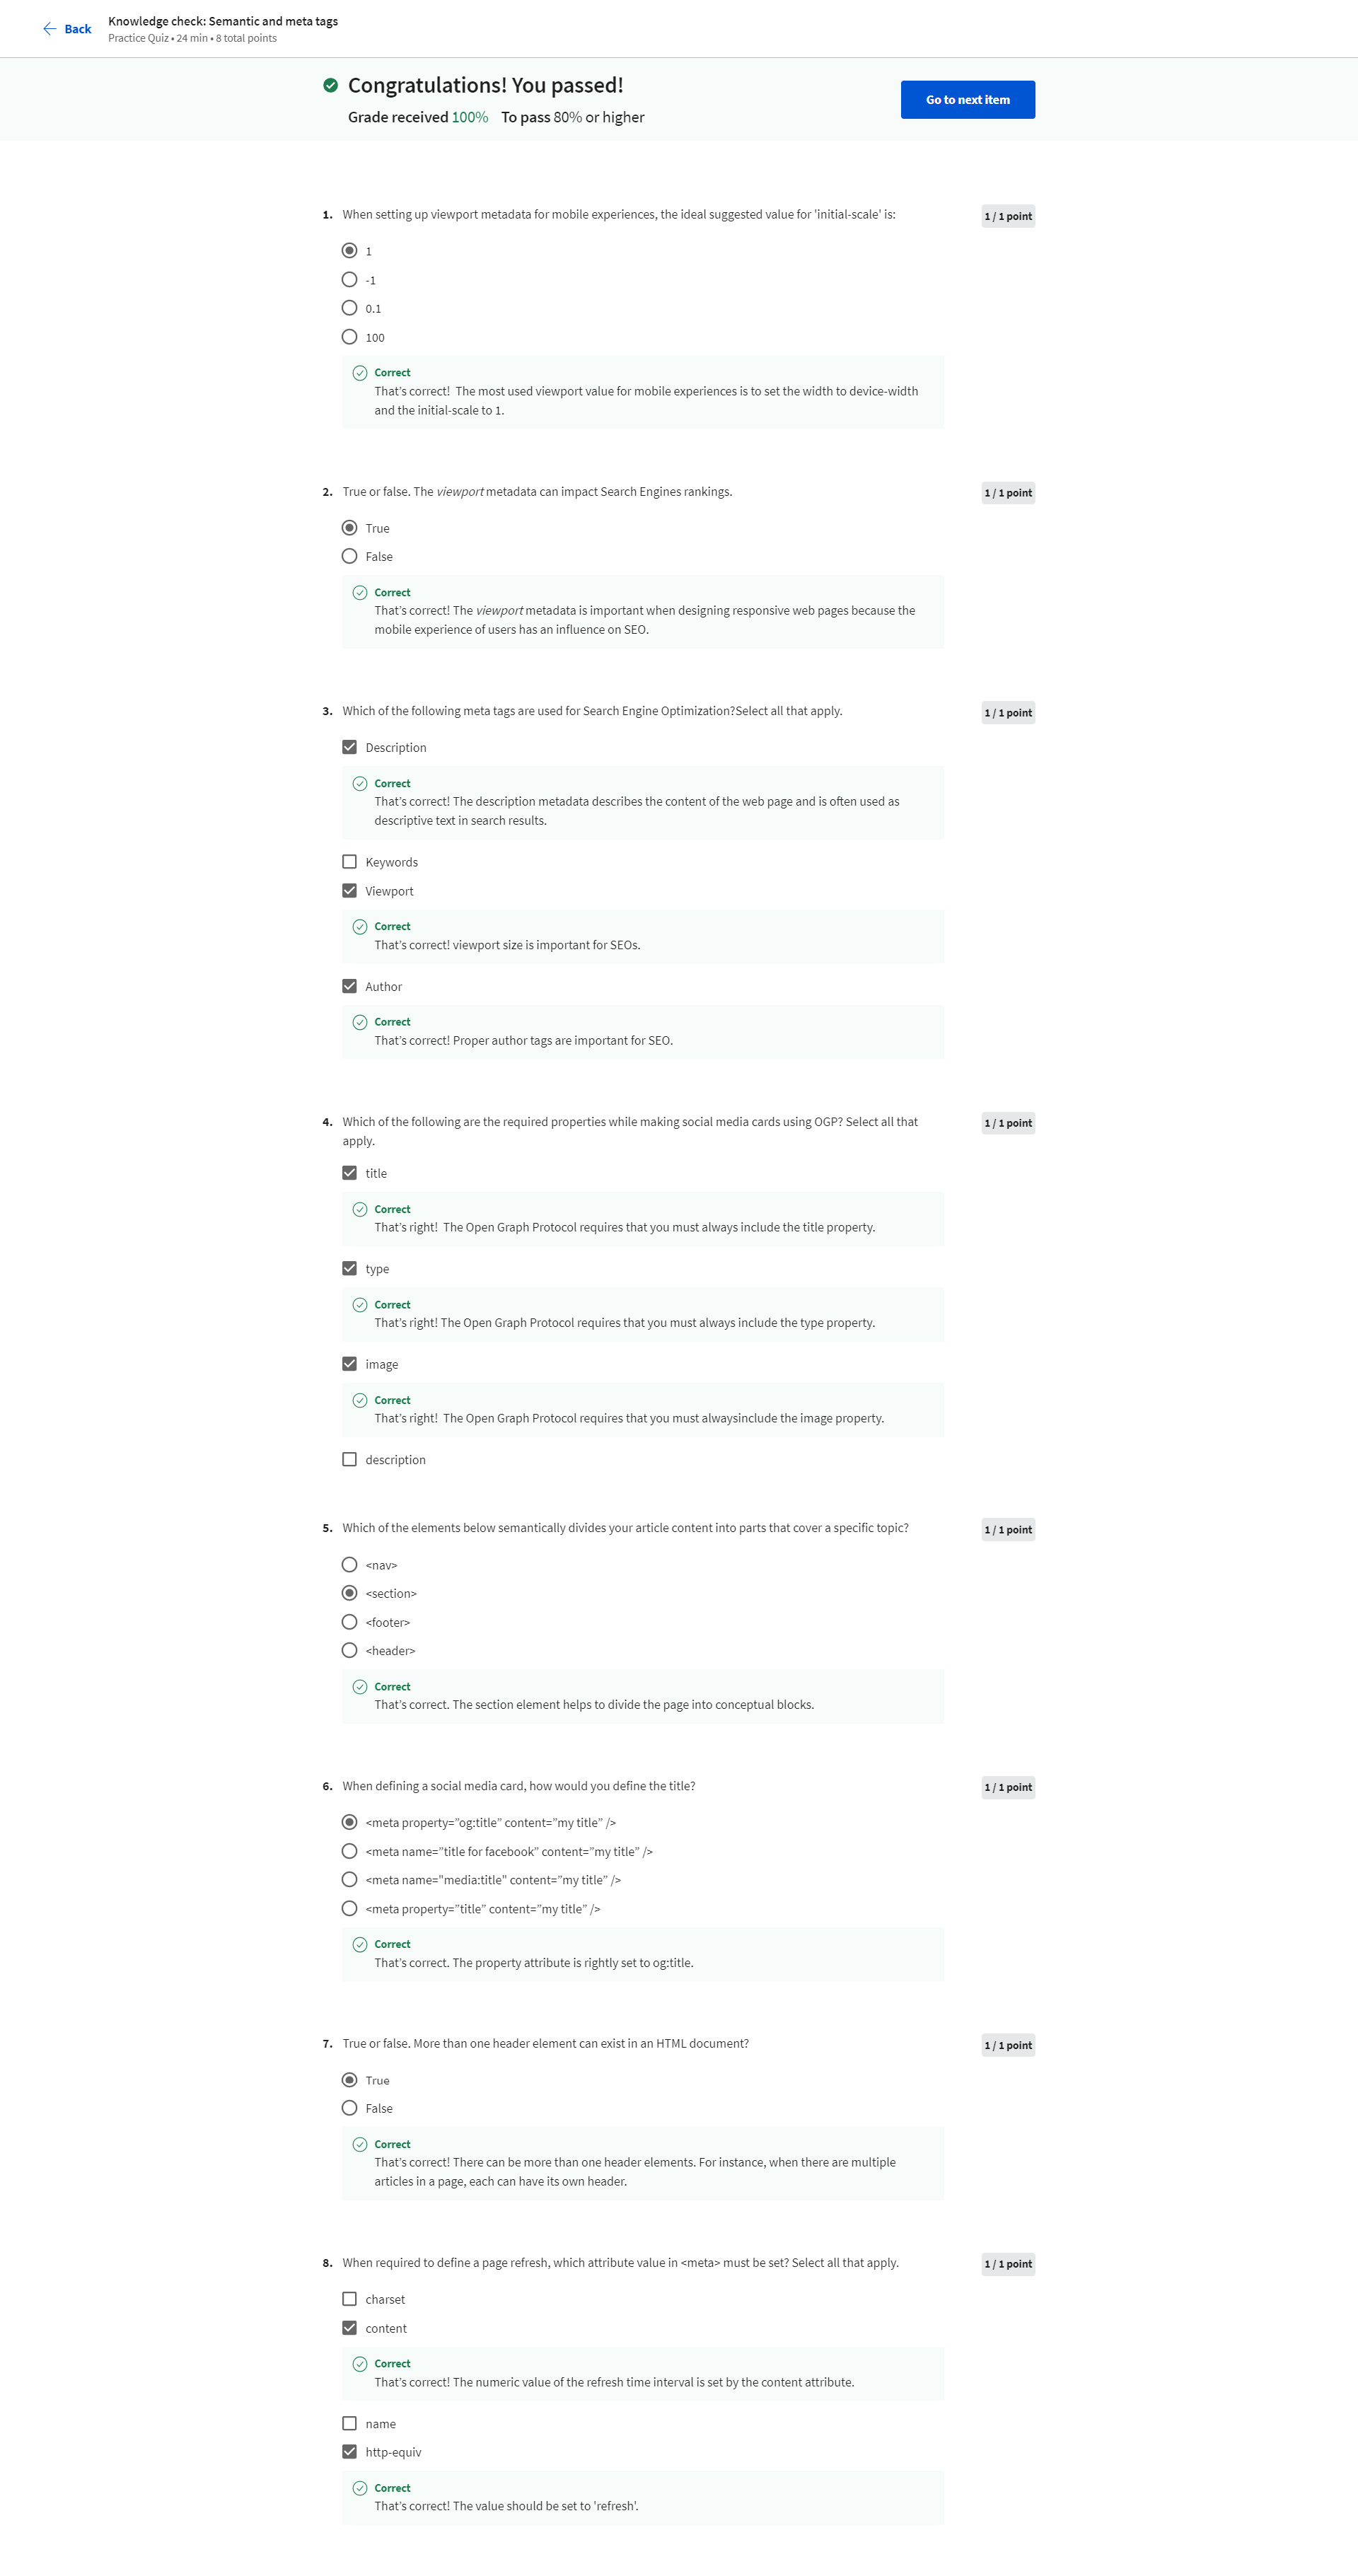 Back
Knowledge check: Semantic and meta tags
Practice Quiz • 24 min • 8 total points
Congratulations! You passed!
Grade received 100% To pass 80% or higher
Go to next item
1. When setting up viewport metadata for mobile experiences, the ideal suggested value for 'initial-scale' is:
1 / 1 point
1
-1
0.1
100
Correct
That’s correct!  The most used viewport value for mobile experiences is to set the width to device-width
and the initial-scale to 1.
2. True or false. The viewport metadata can impact Search Engines rankings.
1 / 1 point
True
False
Correct
That’s correct! The viewport metadata is important when designing responsive web pages because the
mobile experience of users has an influence on SEO.
3. Which of the following meta tags are used for Search Engine Optimization?Select all that apply.
1 / 1 point
Description
Correct
That’s correct! The description metadata describes the content of the web page and is often used as
descriptive text in search results.
Keywords
Viewport
Correct
That’s correct! viewport size is important for SEOs.
Author
Correct
That’s correct! Proper author tags are important for SEO.
4. Which of the following are the required properties while making social media cards using OGP? Select all that
apply.
1 / 1 point
title
Correct
That’s right!  The Open Graph Protocol requires that you must always include the title property.
type
Correct
That’s right! The Open Graph Protocol requires that you must always include the type property.
image
Correct
That’s right!  The Open Graph Protocol requires that you must alwaysinclude the image property.
description
5. Which of the elements below semantically divides your article content into parts that cover a specific topic?
1 / 1 point
<nav>
<section>
<footer>
<header>
Correct
That’s correct. The section element helps to divide the page into conceptual blocks.
6. When defining a social media card, how would you define the title?
1 / 1 point
<meta property=”og:title” content=”my title” />
<meta name=”title for facebook” content=”my title” />
<meta name="media:title" content=”my title” />
<meta property=”title” content=”my title” />
Correct
That’s correct. The property attribute is rightly set to og:title.
7. True or false. More than one header element can exist in an HTML document?
1 / 1 point
True
False
Correct
That’s correct! There can be more than one header elements. For instance, when there are multiple
articles in a page, each can have its own header.
8. When required to define a page refresh, which attribute value in <meta> must be set? Select all that apply.
1 / 1 point
charset
content
Correct
That’s correct! The numeric value of the refresh time interval is set by the content attribute.
name
http-equiv
Correct
That’s correct! The value should be set to 'refresh'.